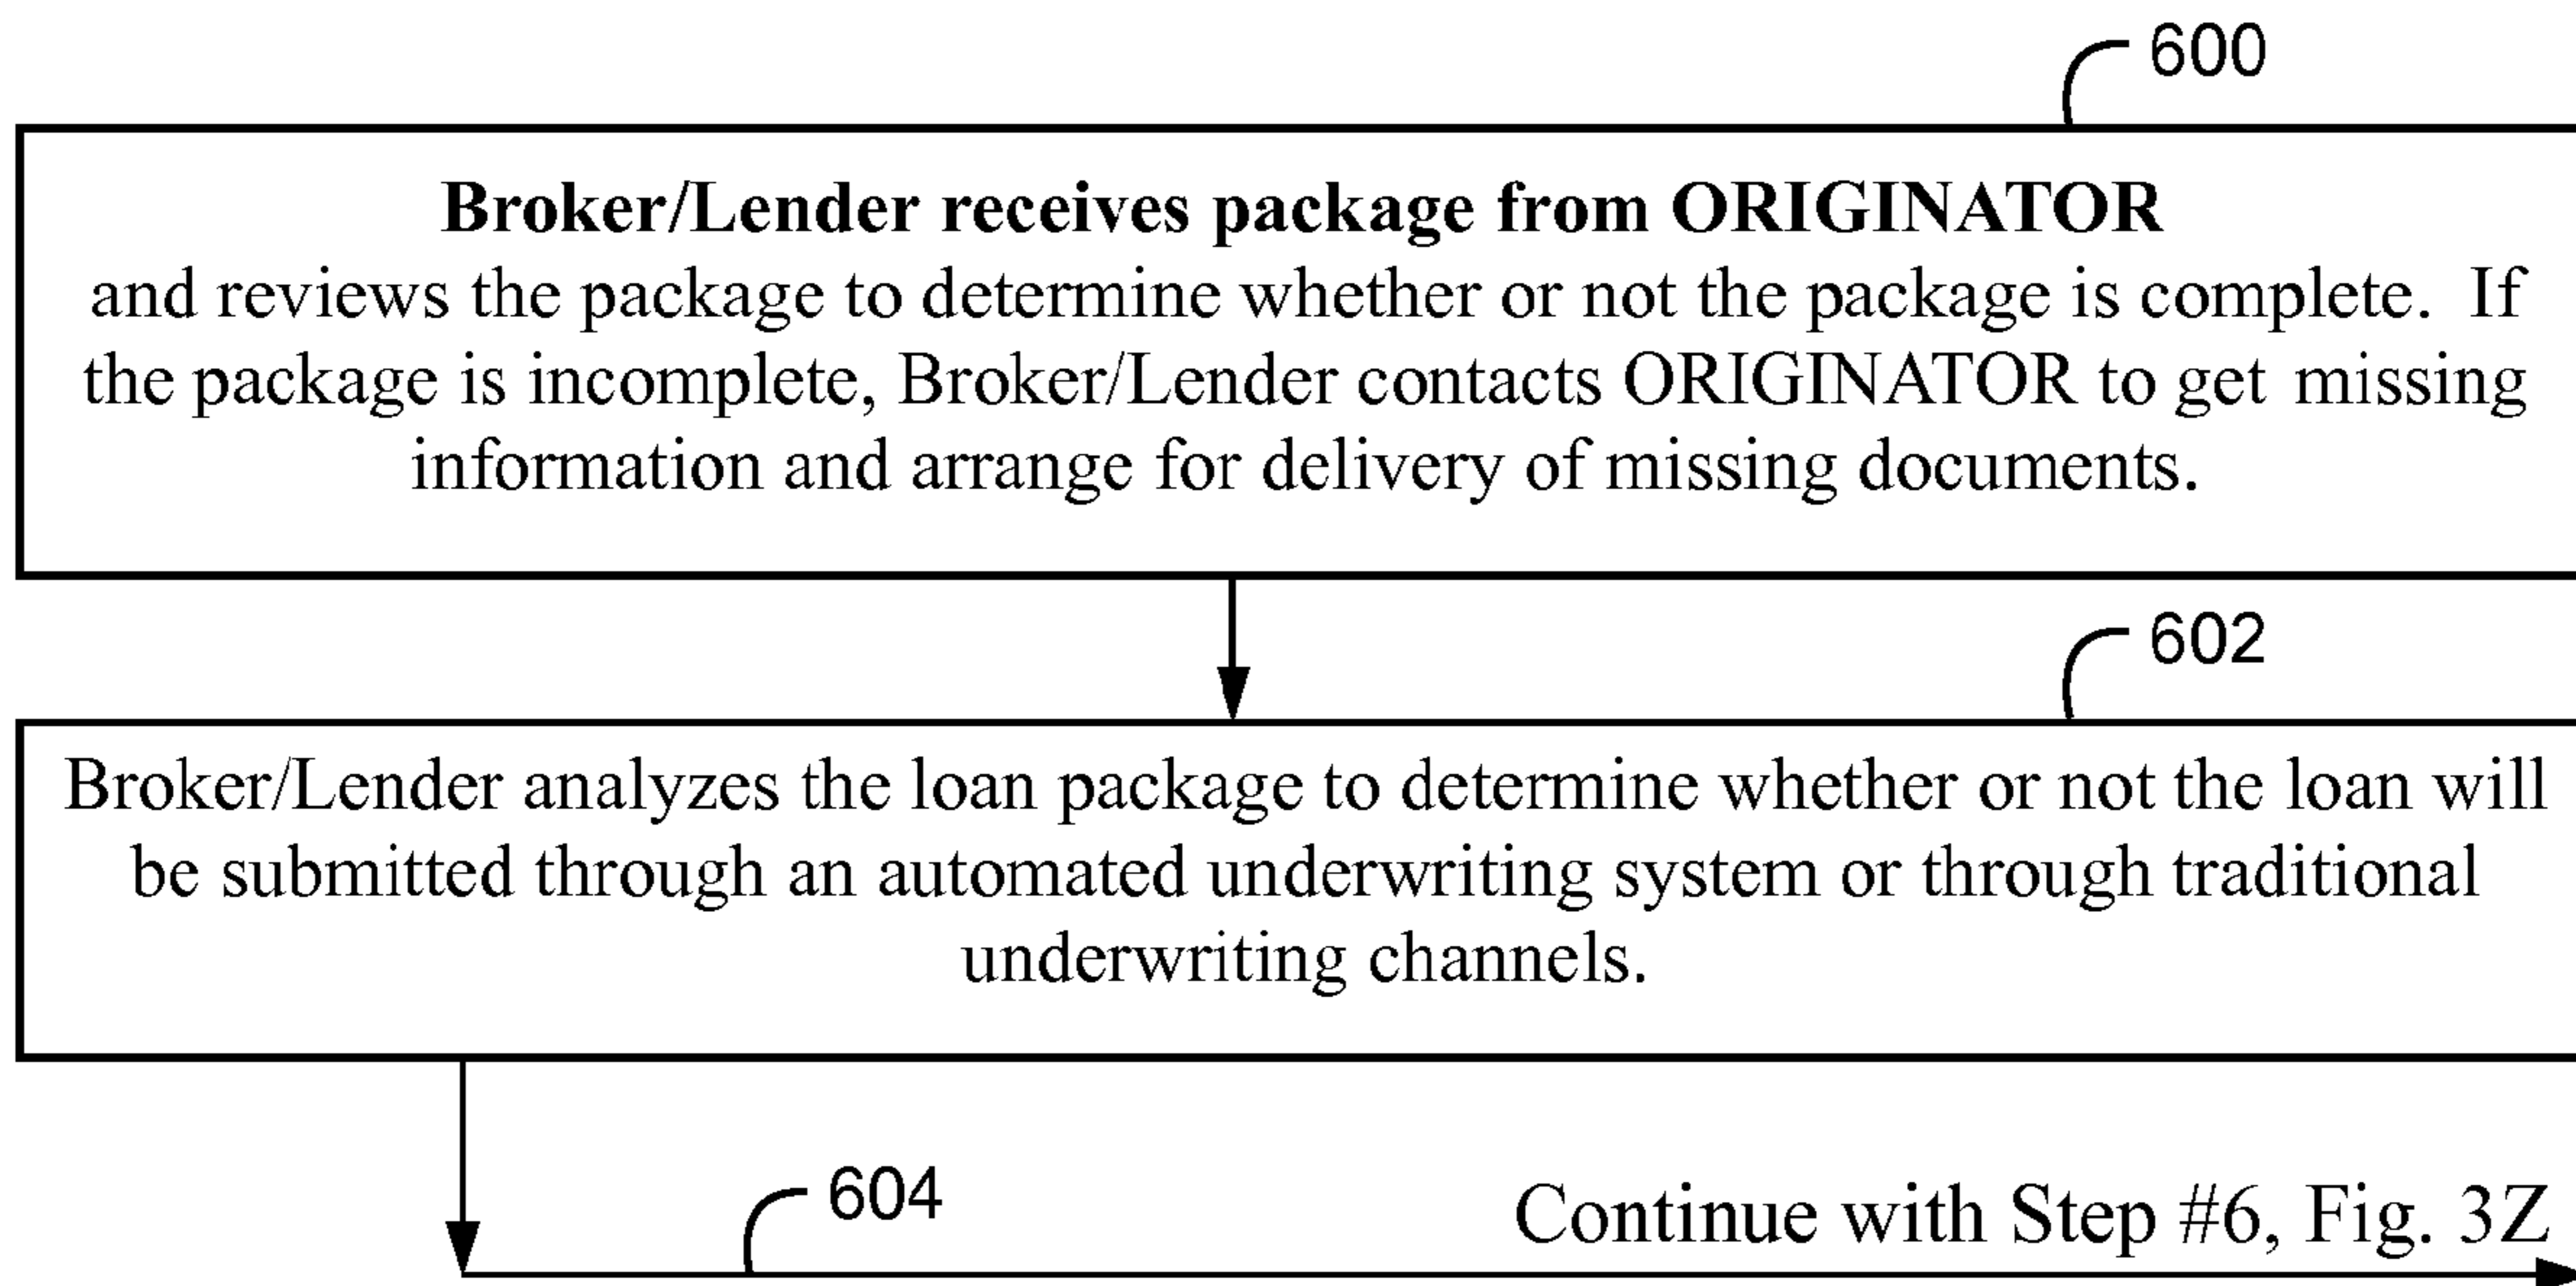 600
Broker/Lender receives package from ORIGINATOR
and reviews the package to determine whether or not the package is complete.  If
the package is incomplete, Broker/Lender contacts ORIGINATOR to get missing
information and arrange for delivery of missing documents.
602
Broker/Lender analyzes the loan package to determine whether or not the loan will
be submitted through an automated underwriting system or through traditional
underwriting channels.
604
Continue with Step #6, Fig. 3Z